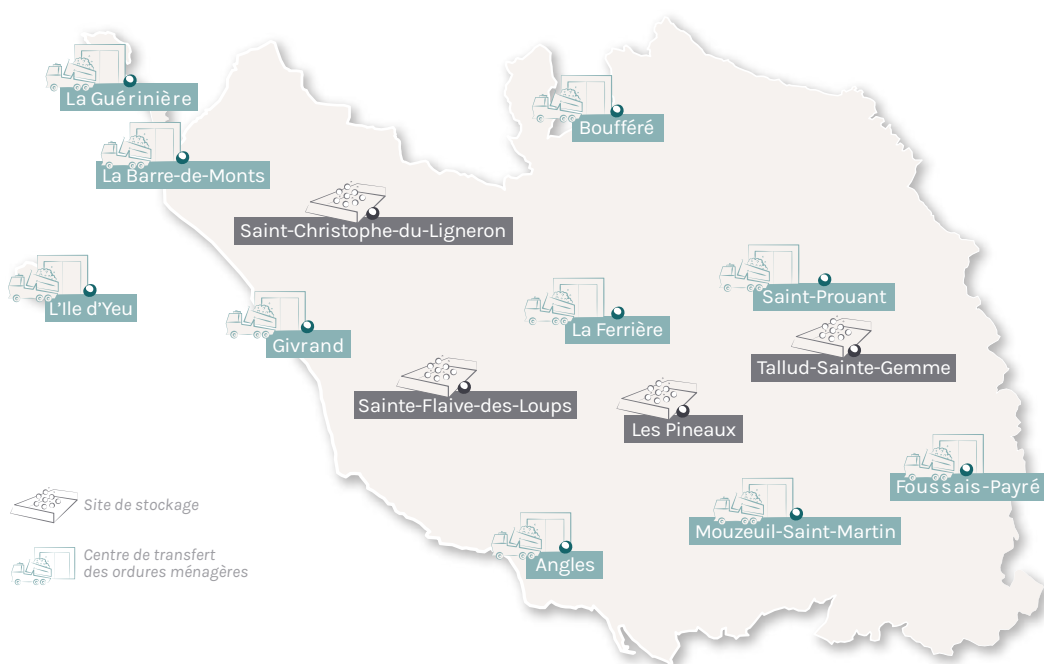 La Guérinière
Boufféré
La Barre-de-Monts
Saint-Christophe-du-Ligneron
Saint-Prouant
L'Ile d'Yeu
La Ferrière
Givrand
Tallud-Sainte-Gemme
Sainte-Flaive-des-Loups
Les Pineaux
Foussais-Payré
Site de stockage
Mouzeuil-Saint-Martin
Centre de transfert
des ordures ménagères
Angles